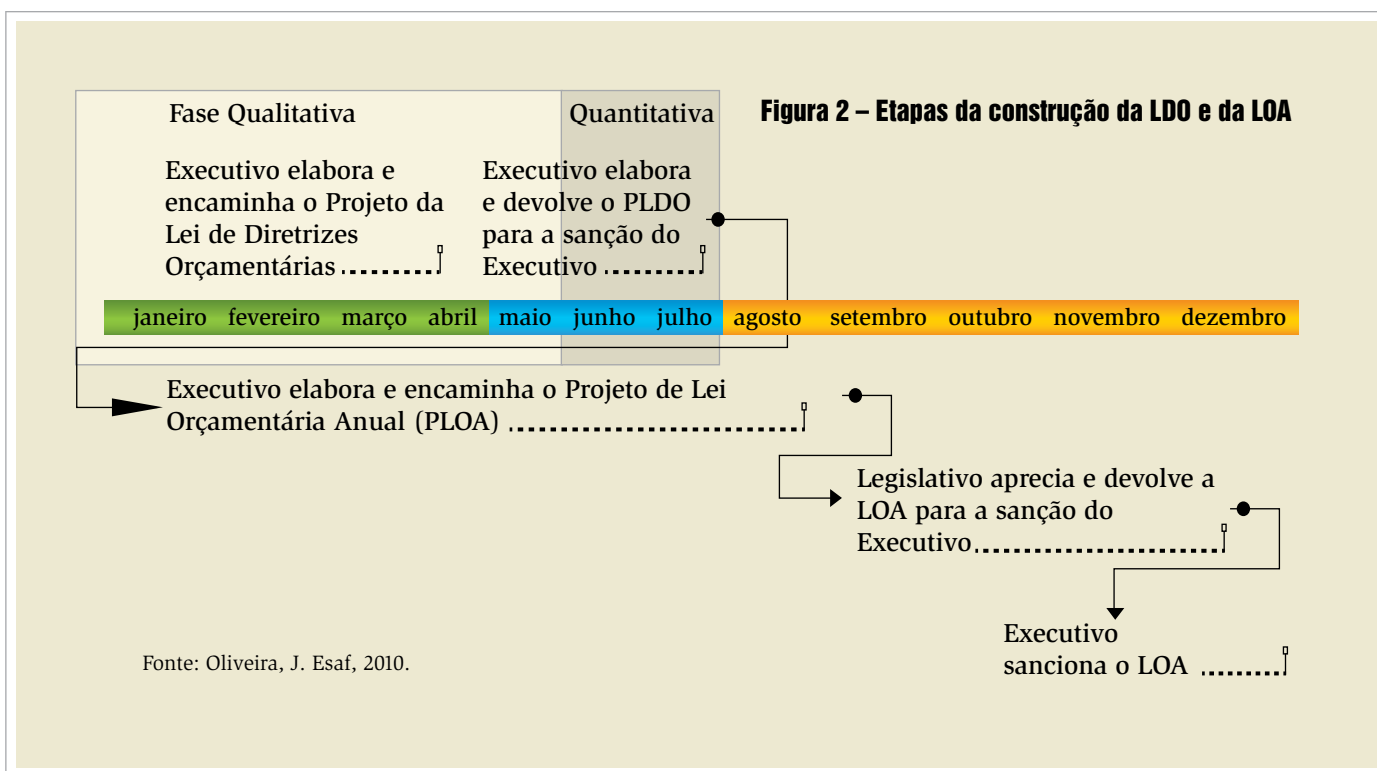 Figura 2 – Etapas da construção da LDO e da LOA
Fase Qualitativa
Quantitativa
Executivo elabora e
encaminha o Projeto da
Lei de Diretrizes
Orçamentárias
Executivo elabora
e devolve o PLDO
para a sanção do
Executivo
janeiro fevereiro março abril maio junho julho agosto setembro outubro novembro dezembro
Executivo elabora e encaminha o Projeto de Lei
Orçamentária Anual (PLOA)
Legislativo aprecia e devolve a
LOA para a sanção do
Executivo
Executivo
sanciona o LOA
Fonte: Oliveira, J. Esaf, 2010.